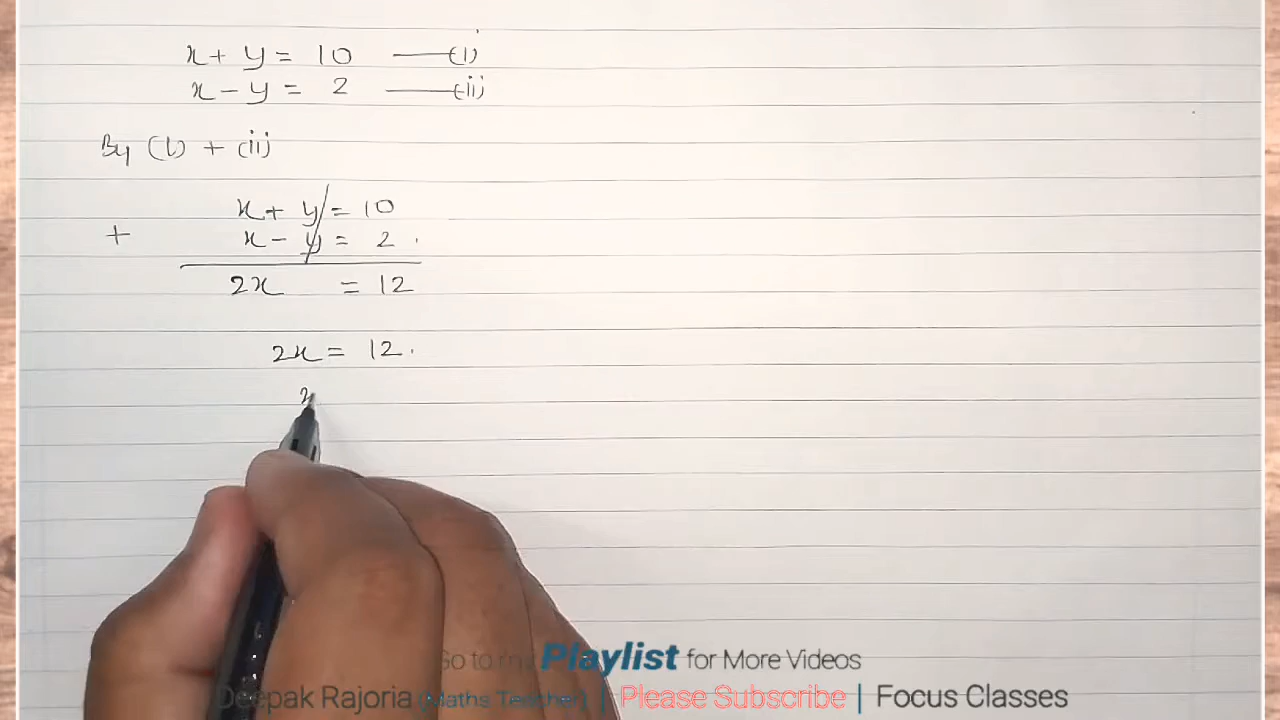 x + y = 10 —(i)
x - y = 2 —(ii)
By (i) + (ii)
x + y = 10
+ x - y = 2.
2x = 12
2x = 12.
x
Go to my Playlist for More Videos
Deepak Rajoria (Maths Teacher) | Please Subscribe | Focus Classes